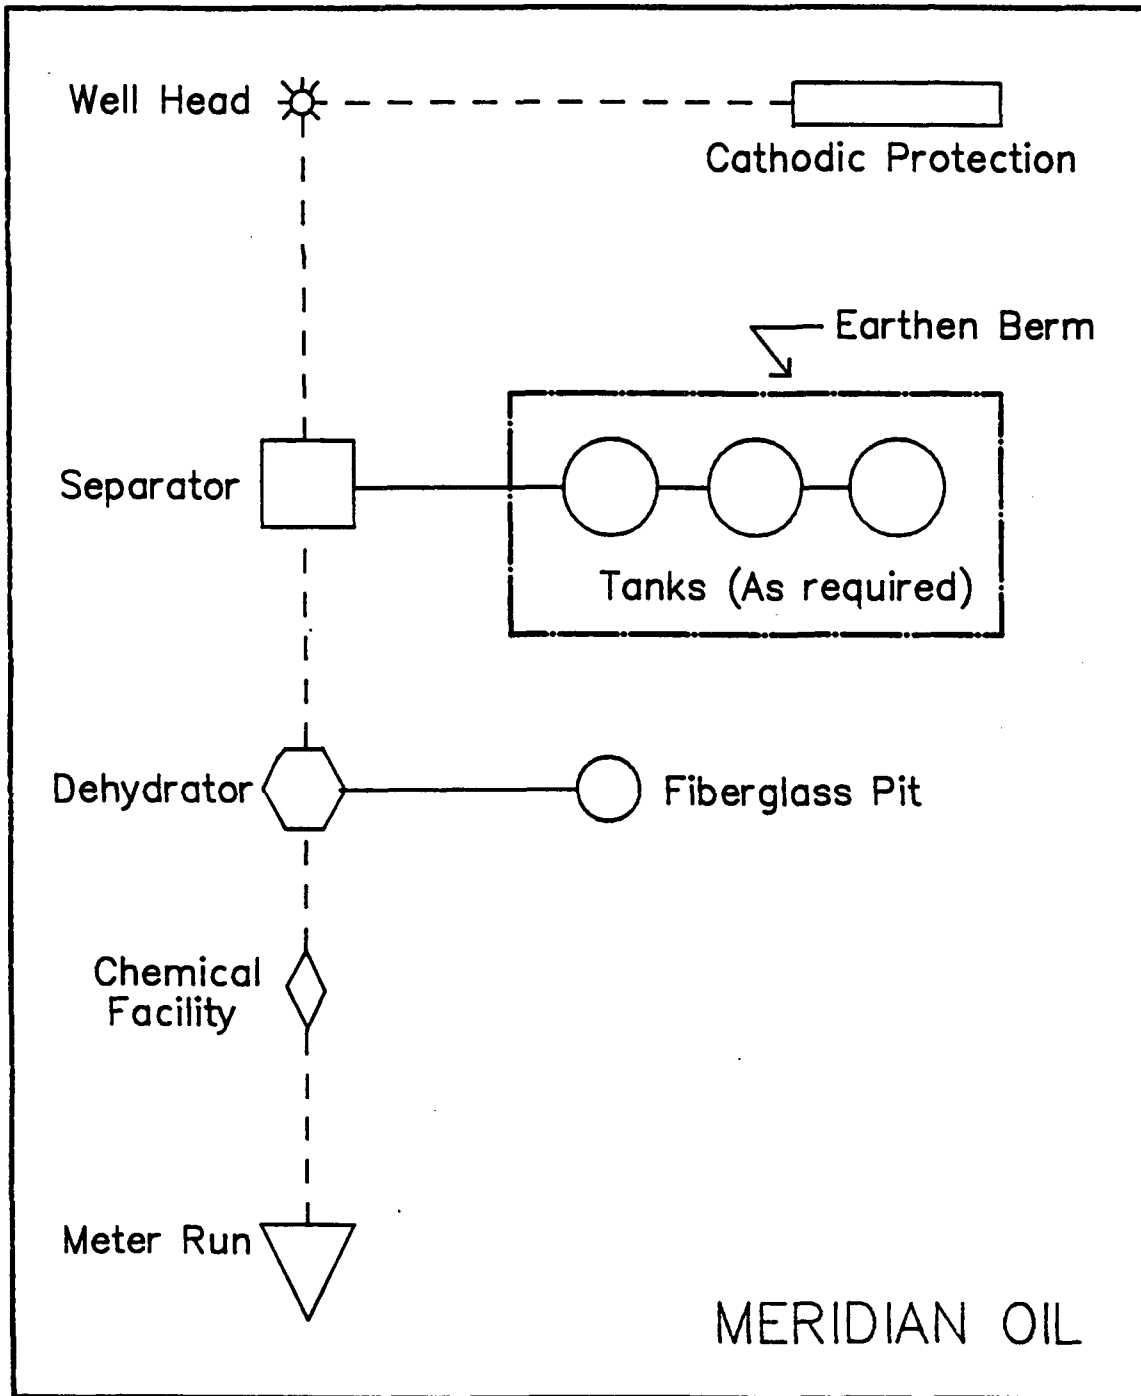 Well Head
Cathodic Protection
Earthen Berm
Separator
Tanks (As required)
Dehydrator
Fiberglass Pit
Chemical
Facility
Meter Run
MERIDIAN OIL